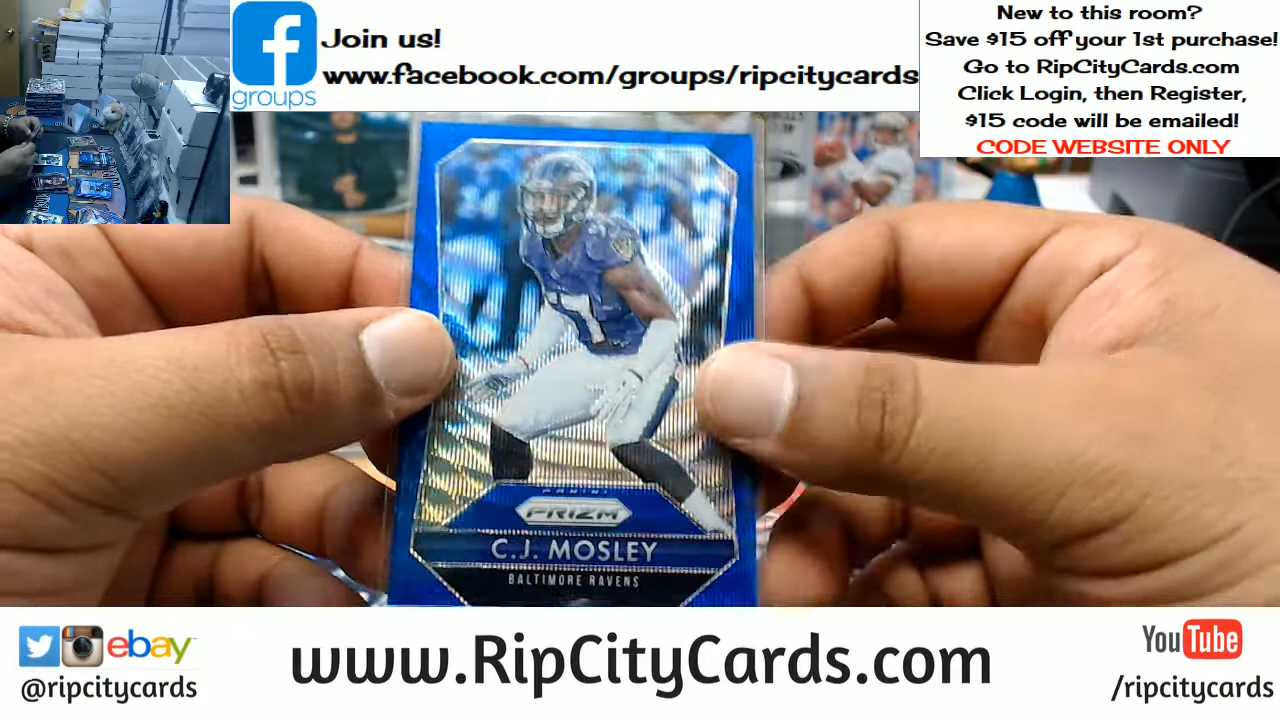 groups
Join us!
www.facebook.com/groups/ripcitycards
New to this room?
Save $15 off your 1st purchase!
Go to RipCityCards.com
Click Login, then Register,
$15 code will be emailed!
CODE WEBSITE ONLY
PANINI
PRIZM
C.J. MOSLEY
BALTIMORE RAVENS
ebay
@ripcitycards
www.RipCityCards.com
YouTube
/ripcitycards